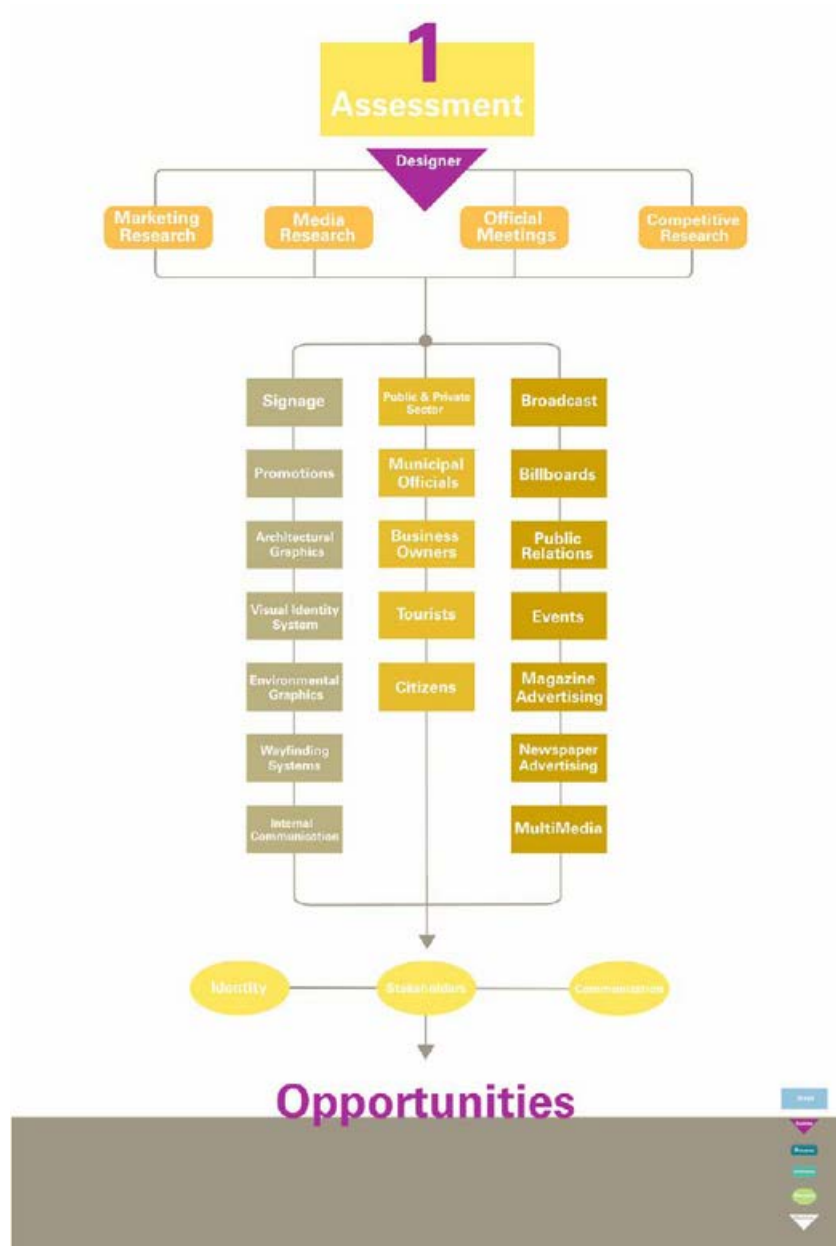 1
Assessment
Designer
Marketing
Research
Media
Research
Official
Meetings
Competitive
Research
Signage
Promotions
Architectural
Graphics
Visual Identity
System
Environmental
Graphics
Wayfinding
Systems
Internal
Communication
Public & Private
Sector
Municipal
Officials
Business
Owners
Tourists
Citizens
Broadcast
Billboards
Public
Relations
Events
Magazine
Advertising
Newspaper
Advertising
MultiMedia
Identity
Stakeholders
Communication
Opportunities